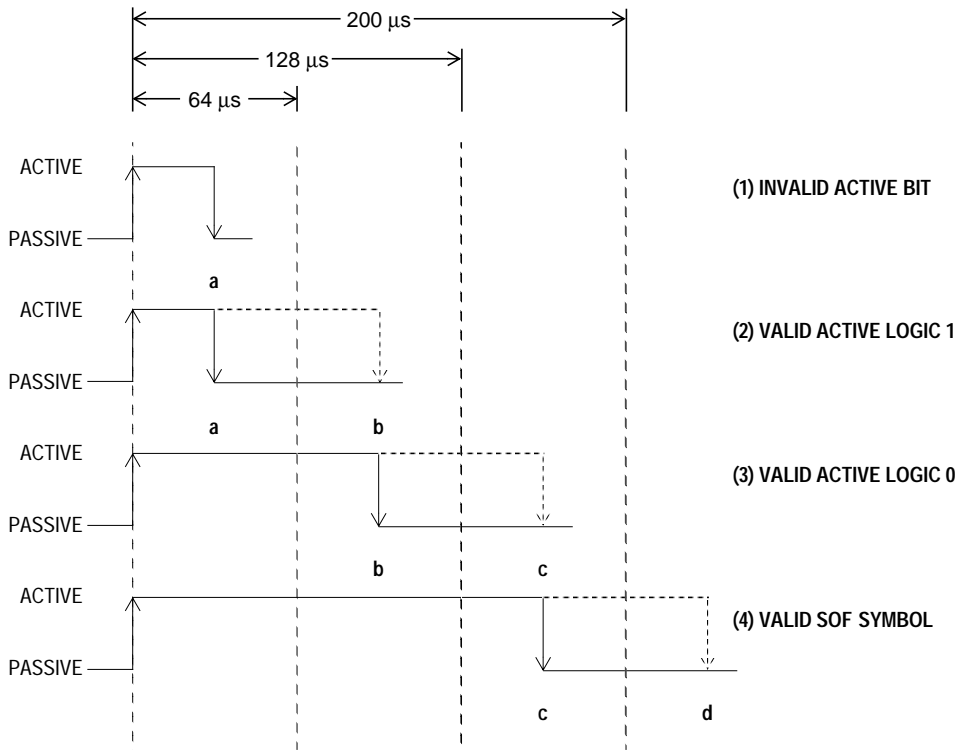 200 µs
128 µs
64 µs
ACTIVE
(1) INVALID ACTIVE BIT
PASSIVE
a
ACTIVE
(2) VALID ACTIVE LOGIC 1
PASSIVE
a b
ACTIVE
(3) VALID ACTIVE LOGIC 0
PASSIVE
b c
ACTIVE
(4) VALID SOF SYMBOL
PASSIVE
c d